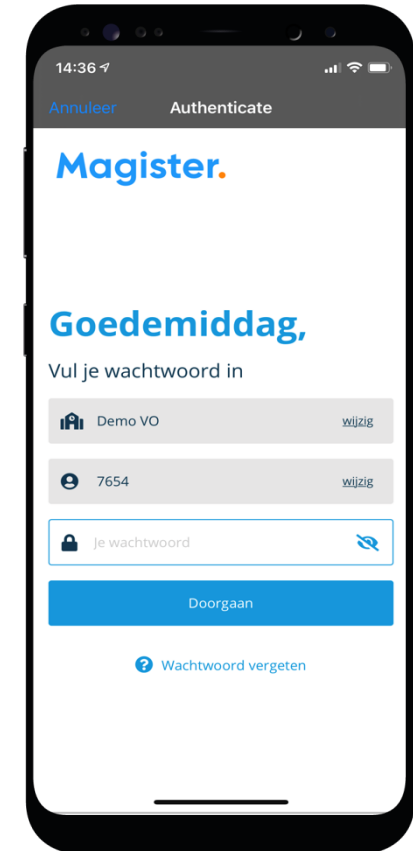 14:36
Annuleer Authenticate
Magister.
Goedemiddag,
Vul je wachtwoord in
Demo VO wijzig
7654 wijzig
Je wachtwoord
Doorgaan
Wachtwoord vergeten